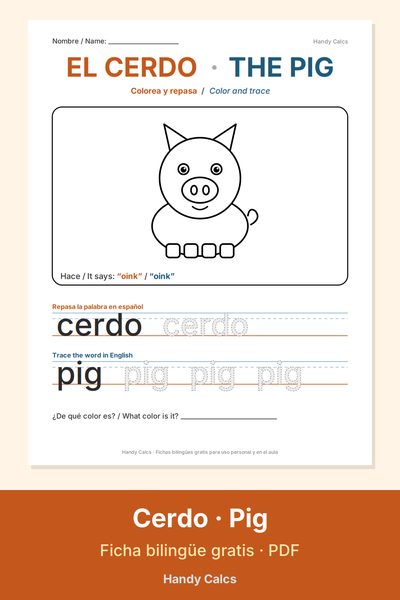 Nombre / Name: ____________________
Handy Calcs
EL CERDO • THE PIG
Colorea y repasa / Color and trace
Hace / It says: “oink” / “oink”
Repasa la palabra en español
cerdo cerdo
Trace the word in English
pig pig pig pig
¿De qué color es? / What color is it? ____________________
Handy Calcs · Fichas bilingües gratis para uso personal y en el aula
Cerdo · Pig
Ficha bilingüe gratis · PDF
Handy Calcs